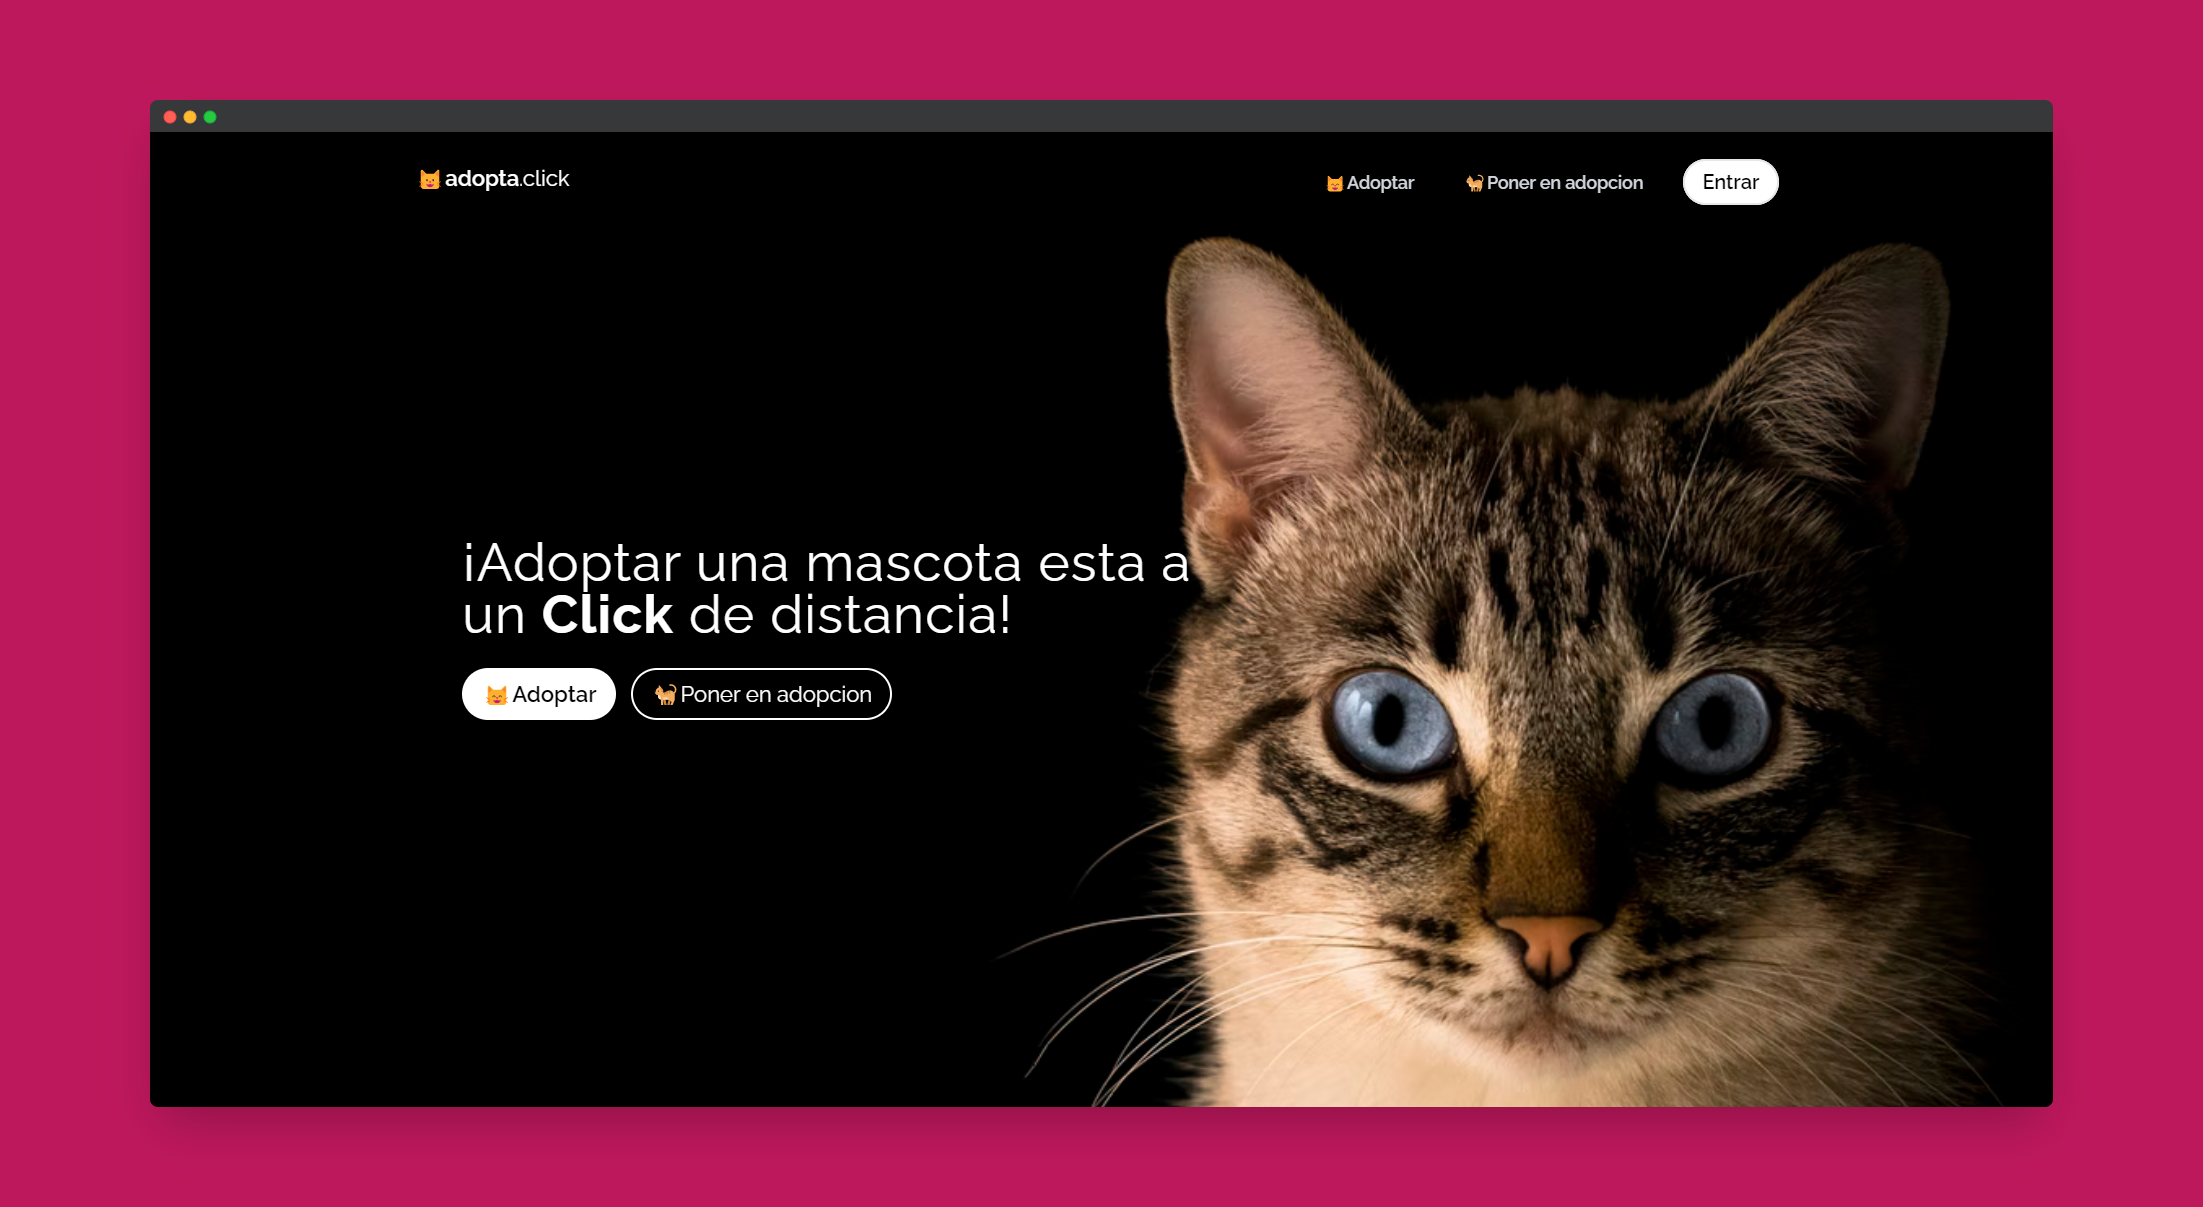 adopta.click
Adoptar
Poner en adopcion
Entrar
¡Adoptar una mascota esta a
un Click de distancia!
Adoptar
Poner en adopcion